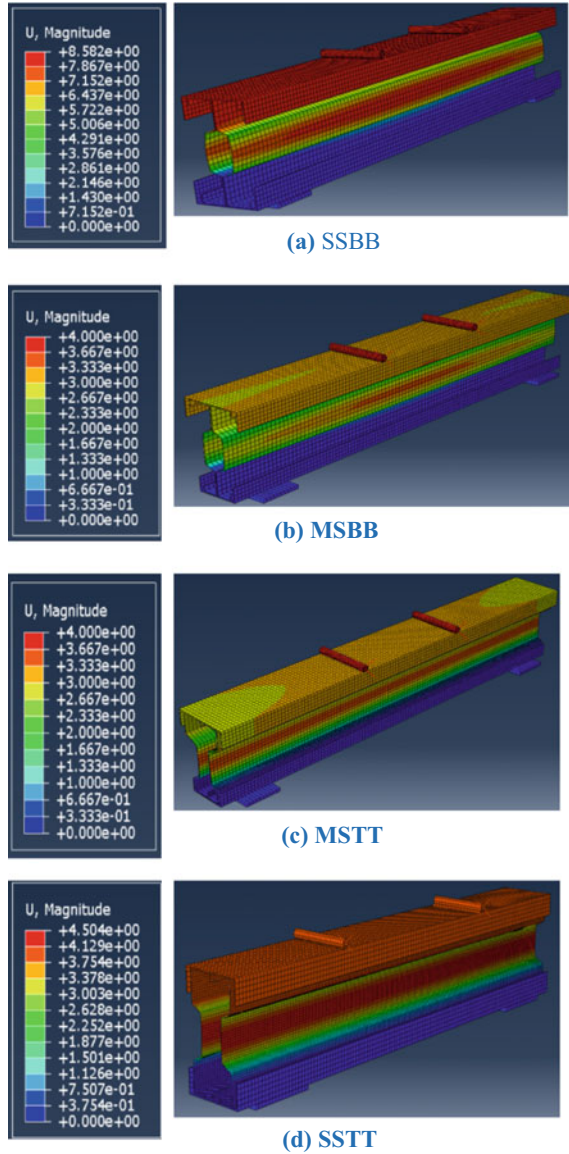 U, Magnitude
+8.582e+00
+7.867e+00
+7.152e+00
+6.437e+00
+5.722e+00
+5.006e+00
+4.291e+00
+3.576e+00
+2.861e+00
+2.146e+00
+1.430e+00
+7.152e-01
+0.000e+00
(a) SSBB
U, Magnitude
+4.000e+00
+3.667e+00
+3.333e+00
+3.000e+00
+2.667e+00
+2.333e+00
+2.000e+00
+1.667e+00
+1.333e+00
+1.000e+00
+6.667e-01
+3.333e-01
+0.000e+00
(b) MSBB
U, Magnitude
+4.000e+00
+3.667e+00
+3.333e+00
+3.000e+00
+2.667e+00
+2.333e+00
+2.000e+00
+1.667e+00
+1.333e+00
+1.000e+00
+6.667e-01
+3.333e-01
+0.000e+00
(c) MSTT
U, Magnitude
+4.504e+00
+4.129e+00
+3.754e+00
+3.378e+00
+3.003e+00
+2.628e+00
+2.252e+00
+1.877e+00
+1.501e+00
+1.126e+00
+7.507e-01
+3.754e-01
+0.000e+00
(d) SSTT